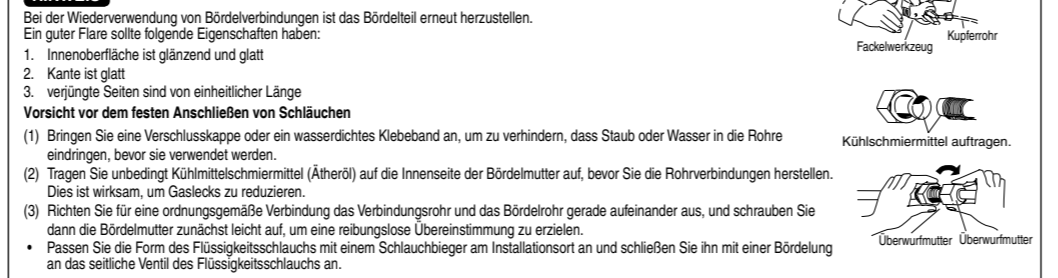 HINWEIS
Bei der Wiederverwendung von Bördelverbindungen ist das Bördelteil erneut herzustellen.
Ein guter Flare sollte folgende Eigenschaften haben:
1. Innenoberfläche ist glänzend und glatt
2. Kante ist glatt
3. verjüngte Seiten sind von einheitlicher Länge
Vorsicht vor dem festen Anschließen von Schläuchen
(1) Bringen Sie eine Verschlusskappe oder ein wasserdichtes Klebeband an, um zu verhindern, dass Staub oder Wasser in die Rohre
eindringen, bevor sie verwendet werden.
(2) Tragen Sie unbedingt Kühlmittelschmiermittel (Ätheröl) auf die Innenseite der Bördelmutter auf, bevor Sie die Rohrverbindungen herstellen.
Dies ist wirksam, um Gaslecks zu reduzieren.
(3) Richten Sie für eine ordnungsgemäße Verbindung das Verbindungsrohr und das Bördelrohr gerade aufeinander aus, und schrauben Sie
dann die Bördelmutter zunächst leicht auf, um eine reibungslose Übereinstimmung zu erzielen.
• Passen Sie die Form des Flüssigkeitsschlauchs mit einem Schlauchbieger am Installationsort an und schließen Sie ihn mit einer Bördelung
an das seitliche Ventil des Flüssigkeitsschlauchs an.
Kupferrohr
Fackelwerkzeug
Kühlschmiermittel auftragen.
Überwurfmutter Überwurfmutter